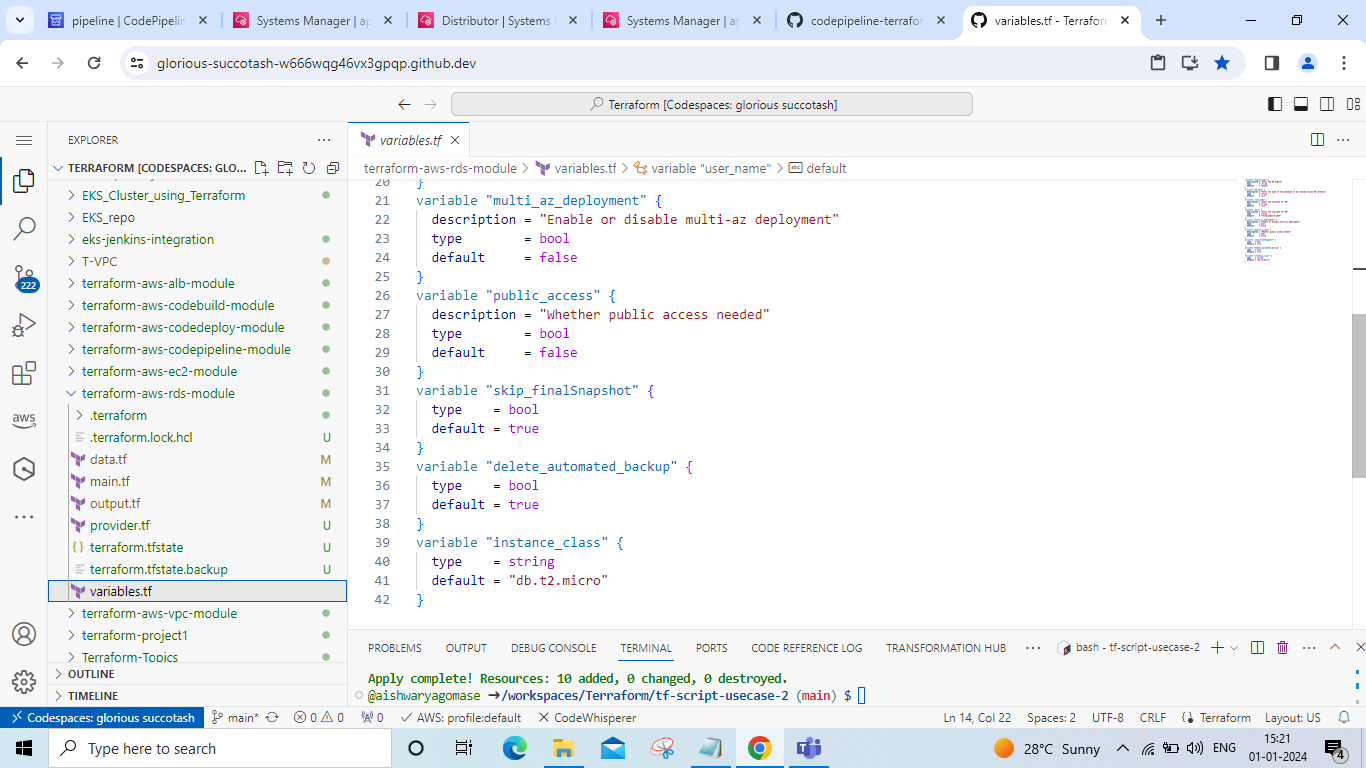 pipeline | CodePipelin
Systems Manager | ap
Distributor | Systems
Systems Manager | ap
codepipeline-terrafor
variables.tf - Terraform
glorious-succotash-w666wqg46vx3gpqp.github.dev
Terraform [Codespaces: glorious succotash]
EXPLORER
TERRAFORM [CODESPACES: GLO...
EKS_Cluster_using_Terraform
EKS_repo
eks-jenkins-integration
T-VPC
terraform-aws-alb-module
terraform-aws-codebuild-module
terraform-aws-codedeploy-module
terraform-aws-codepipeline-module
terraform-aws-ec2-module
terraform-aws-rds-module
.terraform
.terraform.lock.hcl U
data.tf M
main.tf M
output.tf M
provider.tf U
terraform.tfstate U
terraform.tfstate.backup U
variables.tf
terraform-aws-vpc-module
terraform-project1
Terraform-Topics
OUTLINE
TIMELINE
222
aws
variables.tf
terraform-aws-rds-module > variables.tf > variable "user_name" > default
20 }
21 variable "multi_az_deployment" {
22 description = "Enable or disable multi-az deployment"
23 type = bool
24 default = false
25 }
26 variable "public_access" {
27 description = "Whether public access needed"
28 type = bool
29 default = false
30 }
31 variable "skip_finalSnapshot" {
32 type = bool
33 default = true
34 }
35 variable "delete_automated_backup" {
36 type = bool
37 default = true
38 }
39 variable "instance_class" {
40 type = string
41 default = "db.t2.micro"
42 }
PROBLEMS OUTPUT DEBUG CONSOLE TERMINAL PORTS CODE REFERENCE LOG TRANSFORMATION HUB ... bash - tf-script-usecase-2
Apply complete! Resources: 10 added, 0 changed, 0 destroyed.
@aishwaryagomase ➜/workspaces/Terraform/tf-script-usecase-2 (main) $
Codespaces: glorious succotash main* 0 0 0 AWS: profile:default CodeWhisperer Ln 14, Col 22 Spaces: 2 UTF-8 CRLF Terraform Layout: US
Type here to search
28°C Sunny
ENG
15:21
01-01-2024
4